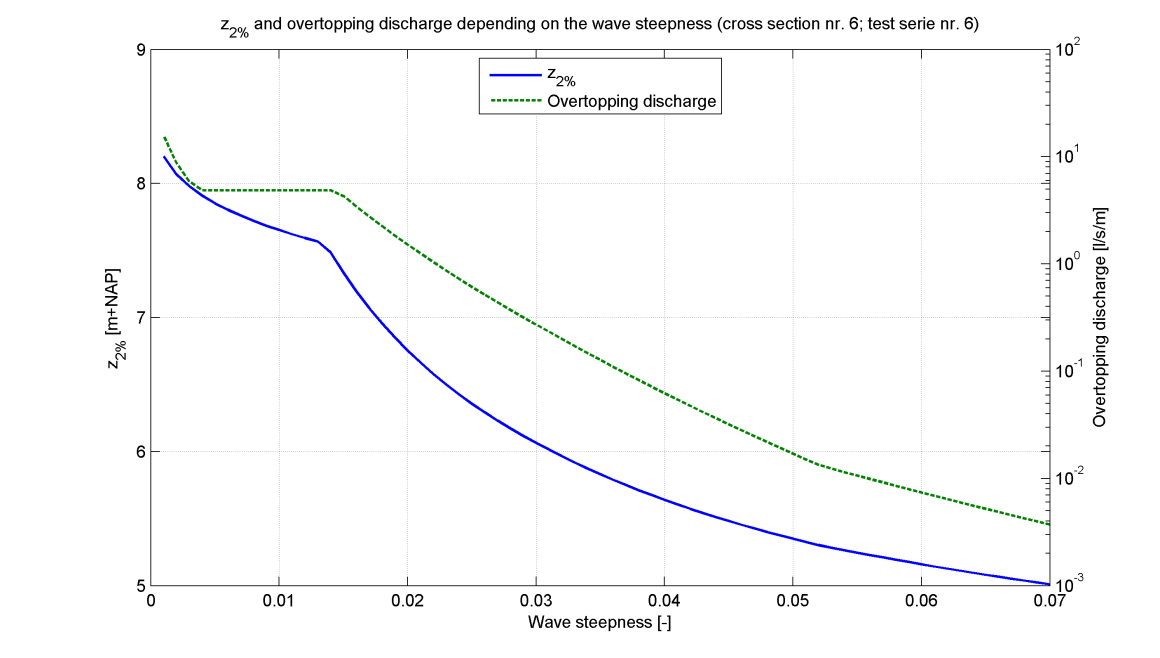 z2% and overtopping discharge depending on the wave steepness (cross section nr. 6; test serie nr. 6)
z2%
Overtopping discharge
9
8
7
6
5
z2% [m+NAP]
10^2
10^1
10^0
10^-1
10^-2
10^-3
Overtopping discharge [l/s/m]
0 0.01 0.02 0.03 0.04 0.05 0.06 0.07
Wave steepness [-]